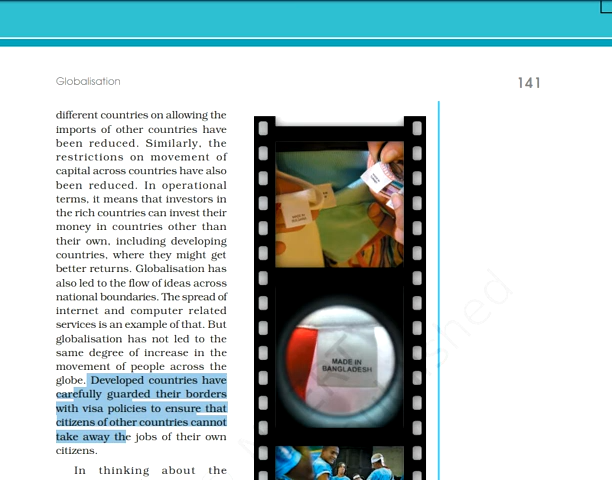 Globalisation
141
different countries on allowing the
imports of other countries have
been reduced. Similarly, the
restrictions on movement of
capital across countries have also
been reduced. In operational
terms, it means that investors in
the rich countries can invest their
money in countries other than
their own, including developing
countries, where they might get
better returns. Globalisation has
also led to the flow of ideas across
national boundaries. The spread of
internet and computer related
services is an example of that. But
globalisation has not led to the
same degree of increase in the
movement of people across the
globe. Developed countries have
carefully guarded their borders
with visa policies to ensure that
citizens of other countries cannot
take away the jobs of their own
citizens.
In thinking about the
MADE IN
BANGLADESH